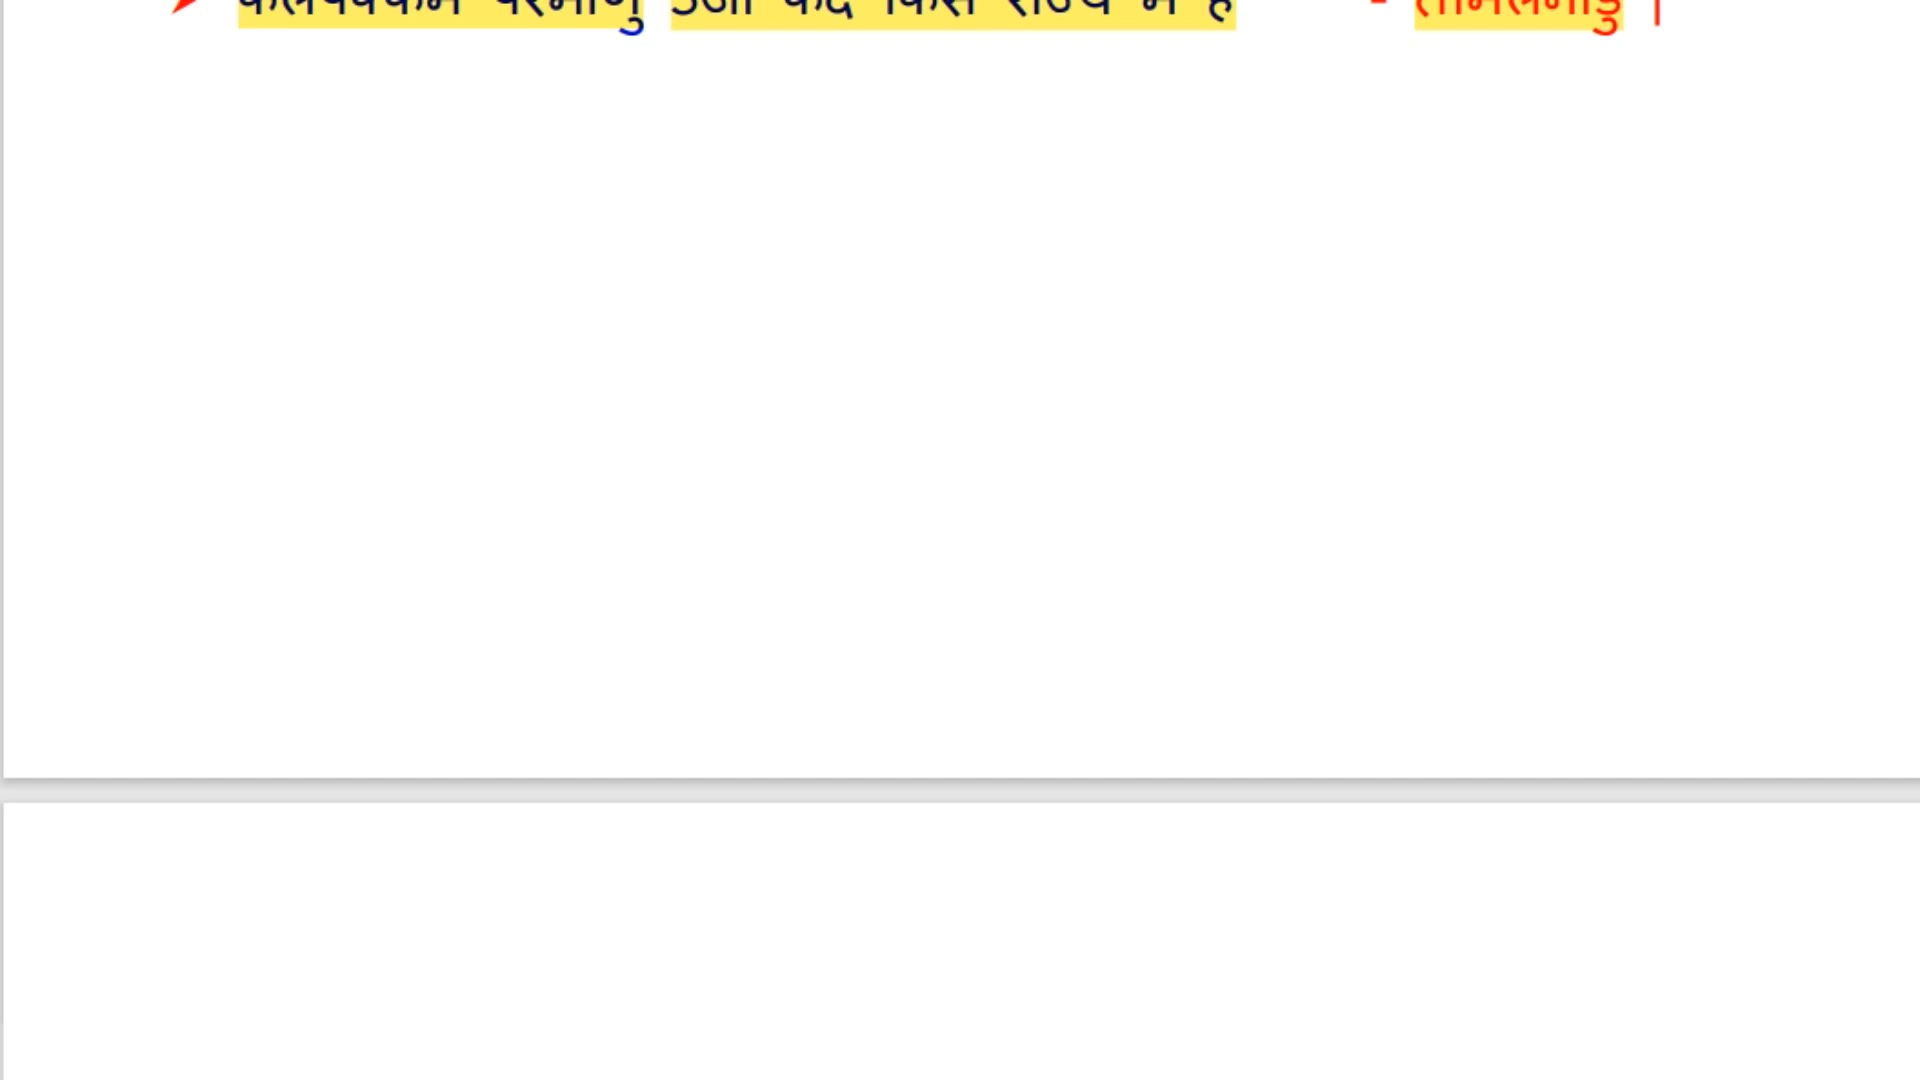 ➤ कलपक्कम परमाणु ऊर्जा केंद्र किस राज्य में है - तमिलनाडु |